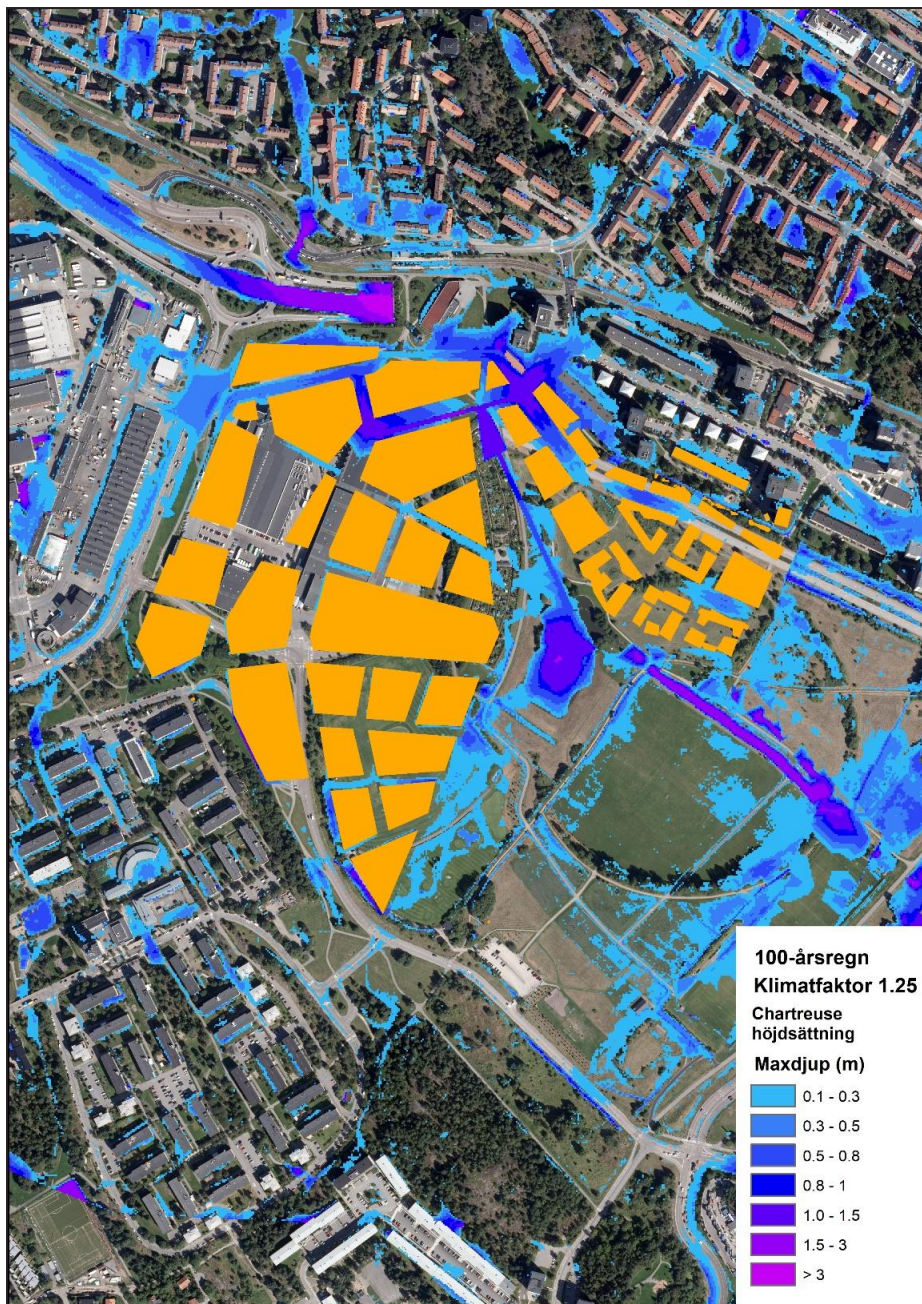 100-årsregn
Klimatfaktor 1.25
Chartreuse
höjdsättning
Maxdjup (m)
0.1 - 0.3
0.3 - 0.5
0.5 - 0.8
0.8 - 1
1.0 - 1.5
1.5 - 3
> 3